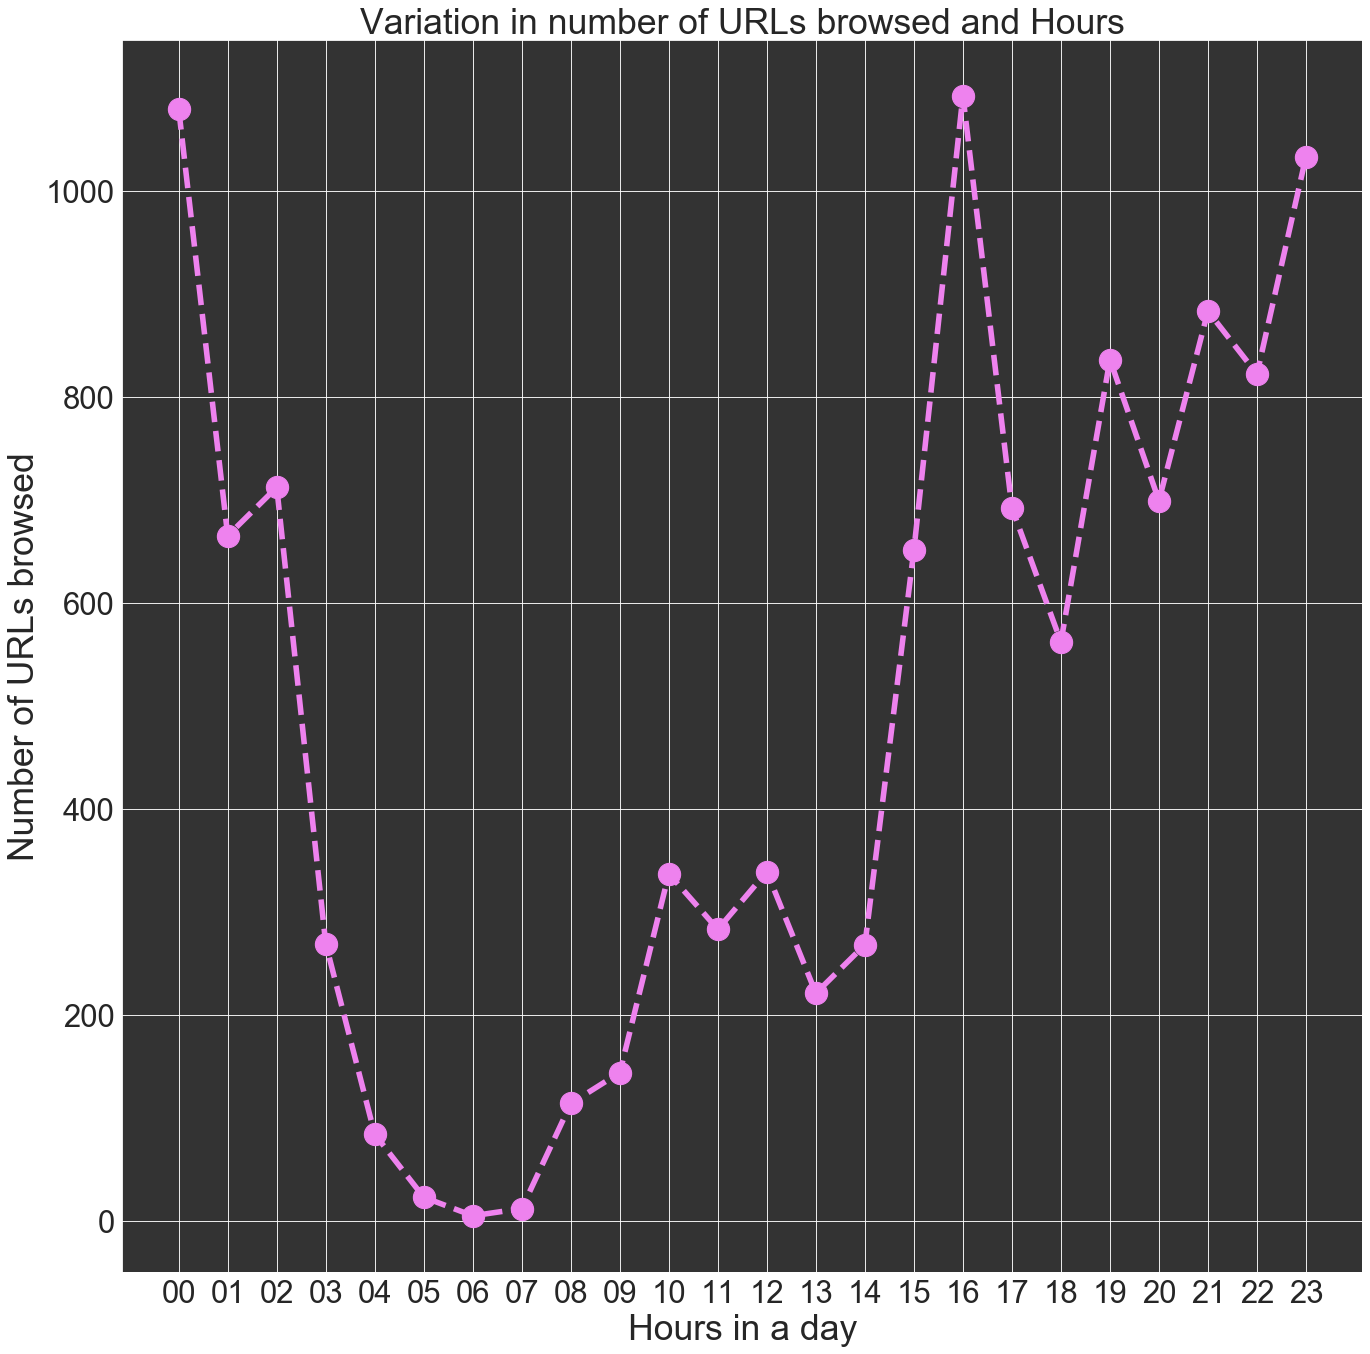 Variation in number of URLs browsed and Hours
Number of URLs browsed
1000
800
600
400
200
0
00 01 02 03 04 05 06 07 08 09 10 11 12 13 14 15 16 17 18 19 20 21 22 23
Hours in a day